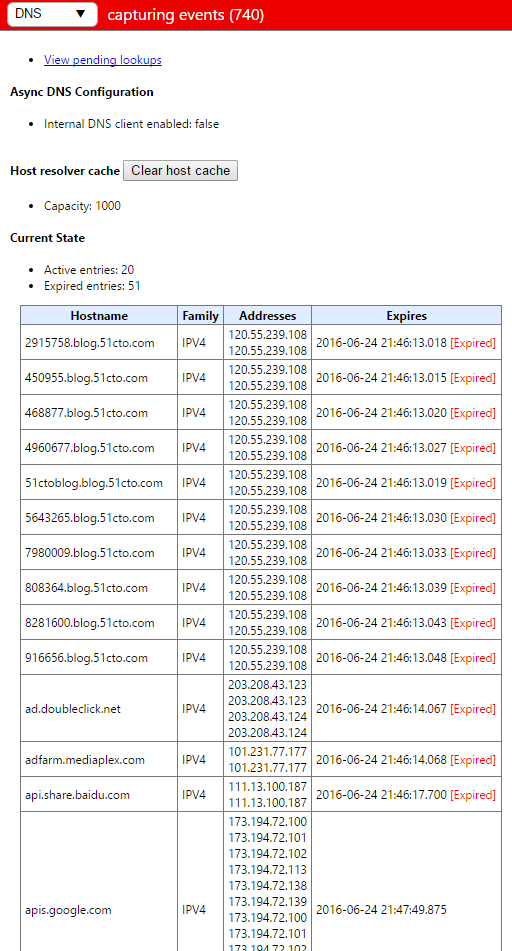 DNS ▼ capturing events (740)
View pending lookups
Async DNS Configuration
Internal DNS client enabled: false
Host resolver cache Clear host cache
Capacity: 1000
Current State
Active entries: 20
Expired entries: 51
Hostname Family Addresses Expires
2915758.blog.51cto.com IPV4 120.55.239.108 2016-06-24 21:46:13.018 [Expired]
120.55.239.108
450955.blog.51cto.com IPV4 120.55.239.108 2016-06-24 21:46:13.015 [Expired]
120.55.239.108
468877.blog.51cto.com IPV4 120.55.239.108 2016-06-24 21:46:13.020 [Expired]
120.55.239.108
4960677.blog.51cto.com IPV4 120.55.239.108 2016-06-24 21:46:13.027 [Expired]
120.55.239.108
51ctoblog.blog.51cto.com IPV4 120.55.239.108 2016-06-24 21:46:13.019 [Expired]
120.55.239.108
5643265.blog.51cto.com IPV4 120.55.239.108 2016-06-24 21:46:13.030 [Expired]
120.55.239.108
7980009.blog.51cto.com IPV4 120.55.239.108 2016-06-24 21:46:13.033 [Expired]
120.55.239.108
808364.blog.51cto.com IPV4 120.55.239.108 2016-06-24 21:46:13.039 [Expired]
120.55.239.108
8281600.blog.51cto.com IPV4 120.55.239.108 2016-06-24 21:46:13.043 [Expired]
120.55.239.108
916656.blog.51cto.com IPV4 120.55.239.108 2016-06-24 21:46:13.048 [Expired]
120.55.239.108
ad.doubleclick.net IPV4 203.208.43.123 2016-06-24 21:46:14.067 [Expired]
203.208.43.123
203.208.43.124
203.208.43.124
adfarm.mediaplex.com IPV4 101.231.77.177 2016-06-24 21:46:14.068 [Expired]
101.231.77.177
api.share.baidu.com IPV4 111.13.100.187 2016-06-24 21:46:17.700 [Expired]
111.13.100.187
apis.google.com IPV4 173.194.72.100 2016-06-24 21:47:49.875
173.194.72.101
173.194.72.102
173.194.72.113
173.194.72.138
173.194.72.139
173.194.72.100
173.194.72.101
173.194.72.102